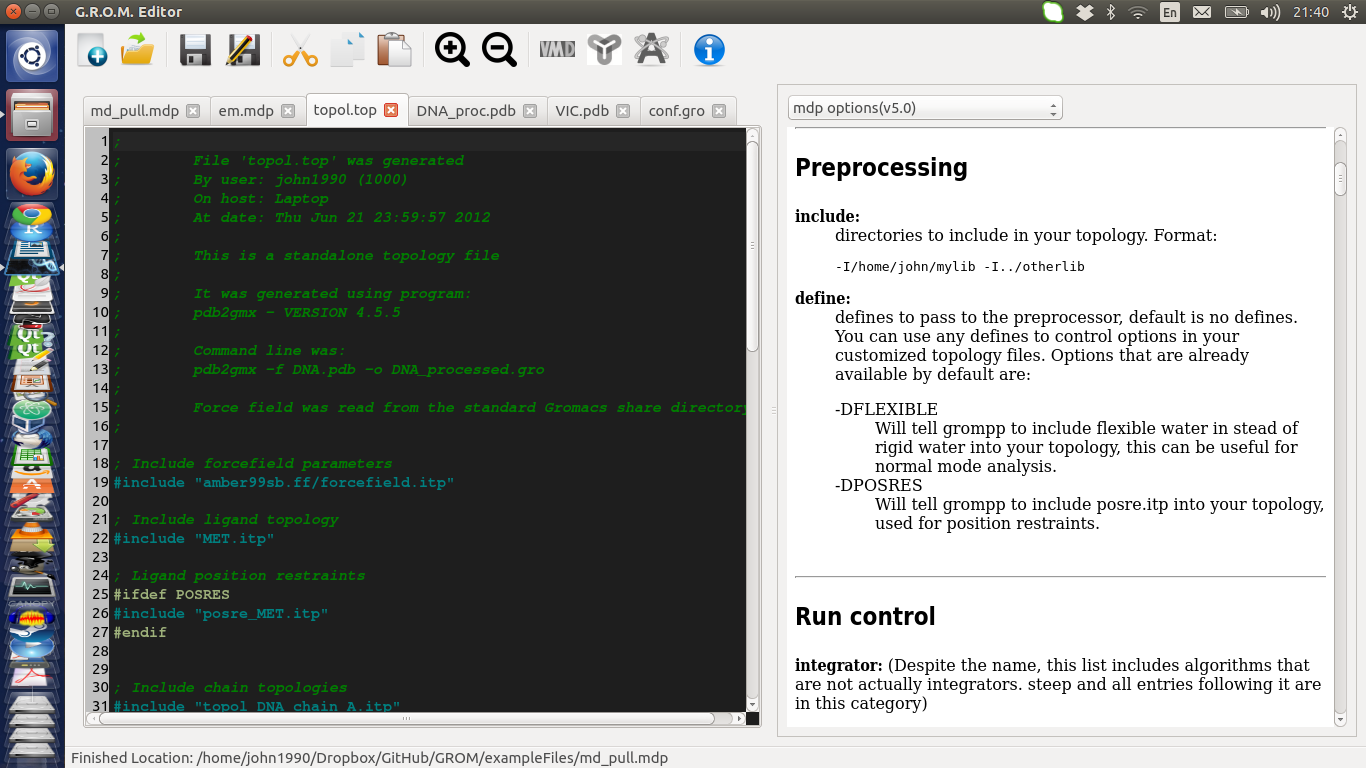 G.R.O.M. Editor
En
21:40
VMD
md_pull.mdp
em.mdp
topol.top
DNA_proc.pdb
VIC.pdb
conf.gro
mdp options(v5.0)
1 ;
2 ; File 'topol.top' was generated
3 ; By user: john1990 (1000)
4 ; On host: Laptop
5 ; At date: Thu Jun 21 23:59:57 2012
6 ;
7 ; This is a standalone topology file
8 ;
9 ; It was generated using program:
10 ; pdb2gmx - VERSION 4.5.5
11 ;
12 ; Command line was:
13 ; pdb2gmx -f DNA.pdb -o DNA_processed.gro
14 ;
15 ; Force field was read from the standard Gromacs share directory
16 ;
17
18 ; Include forcefield parameters
19 #include "amber99sb.ff/forcefield.itp"
20
21 ; Include ligand topology
22 #include "MET.itp"
23
24 ; Ligand position restraints
25 #ifdef POSRES
26 #include "posre_MET.itp"
27 #endif
28
29
30 ; Include chain topologies
31 #include "topol_DNA_chain_A.itp"
Preprocessing
include:
directories to include in your topology. Format:
-I/home/john/mylib -I../otherlib
define:
defines to pass to the preprocessor, default is no defines.
You can use any defines to control options in your
customized topology files. Options that are already
available by default are:
-DFLEXIBLE
Will tell grompp to include flexible water in stead of
rigid water into your topology, this can be useful for
normal mode analysis.
-DPOSRES
Will tell grompp to include posre.itp into your topology,
used for position restraints.
Run control
integrator: (Despite the name, this list includes algorithms that
are not actually integrators. steep and all entries following it are
in this category)
Finished Location: /home/john1990/Dropbox/GitHub/GROM/exampleFiles/md_pull.mdp